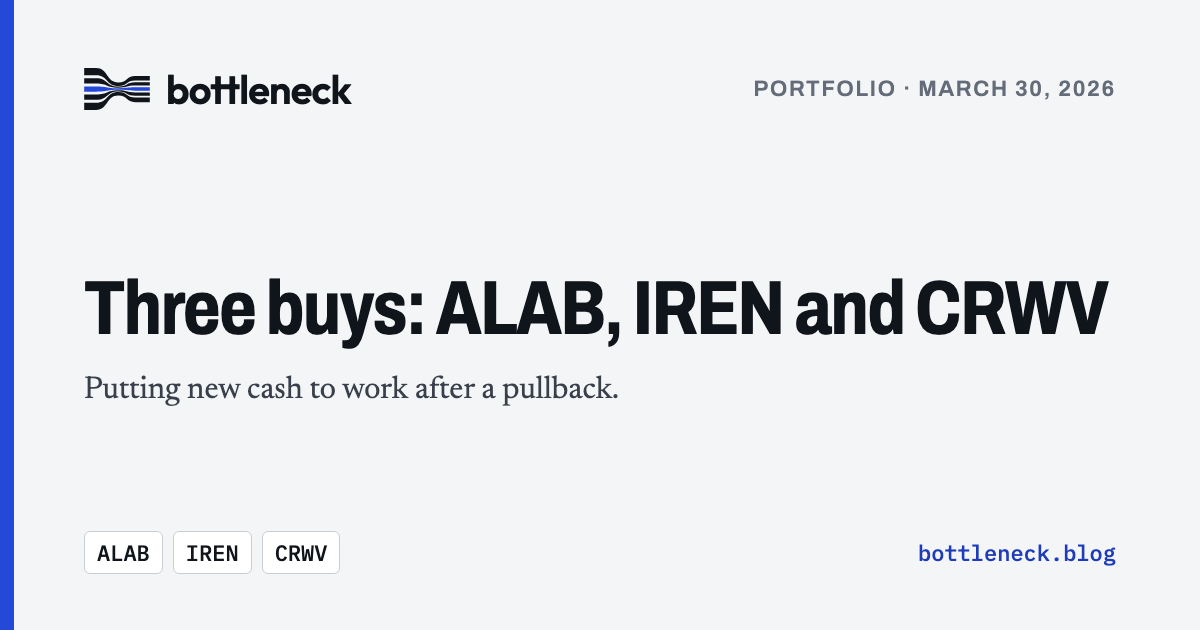 bottleneck
PORTFOLIO · MARCH 30, 2026
Three buys: ALAB, IREN and CRWV
Putting new cash to work after a pullback.
ALAB
IREN
CRWV
bottleneck.blog